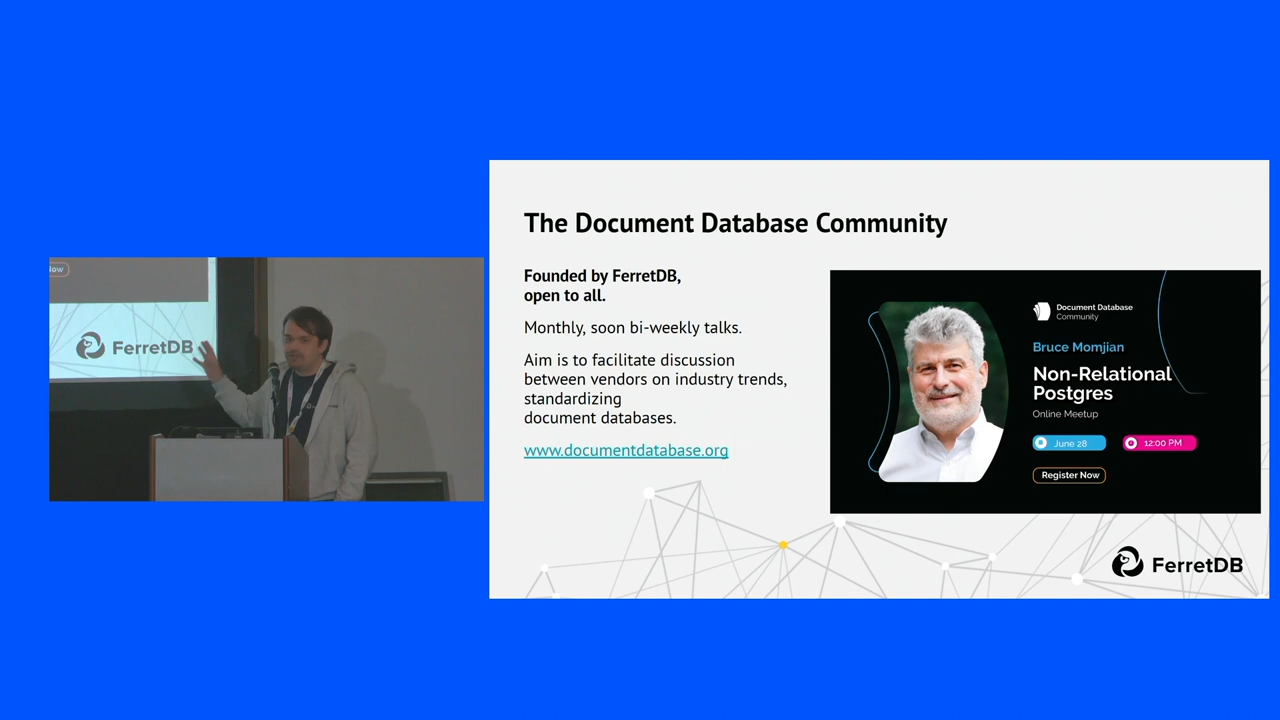 The Document Database Community
Founded by FerretDB,
open to all.
Monthly, soon bi-weekly talks.
Aim is to facilitate discussion
between vendors on industry trends,
standardizing
document databases.
www.documentdatabase.org
Document Database
Community
Bruce Momjian
Non-Relational
Postgres
Online Meetup
June 28
12:00 PM
Register Now
FerretDB
Now
FerretDB